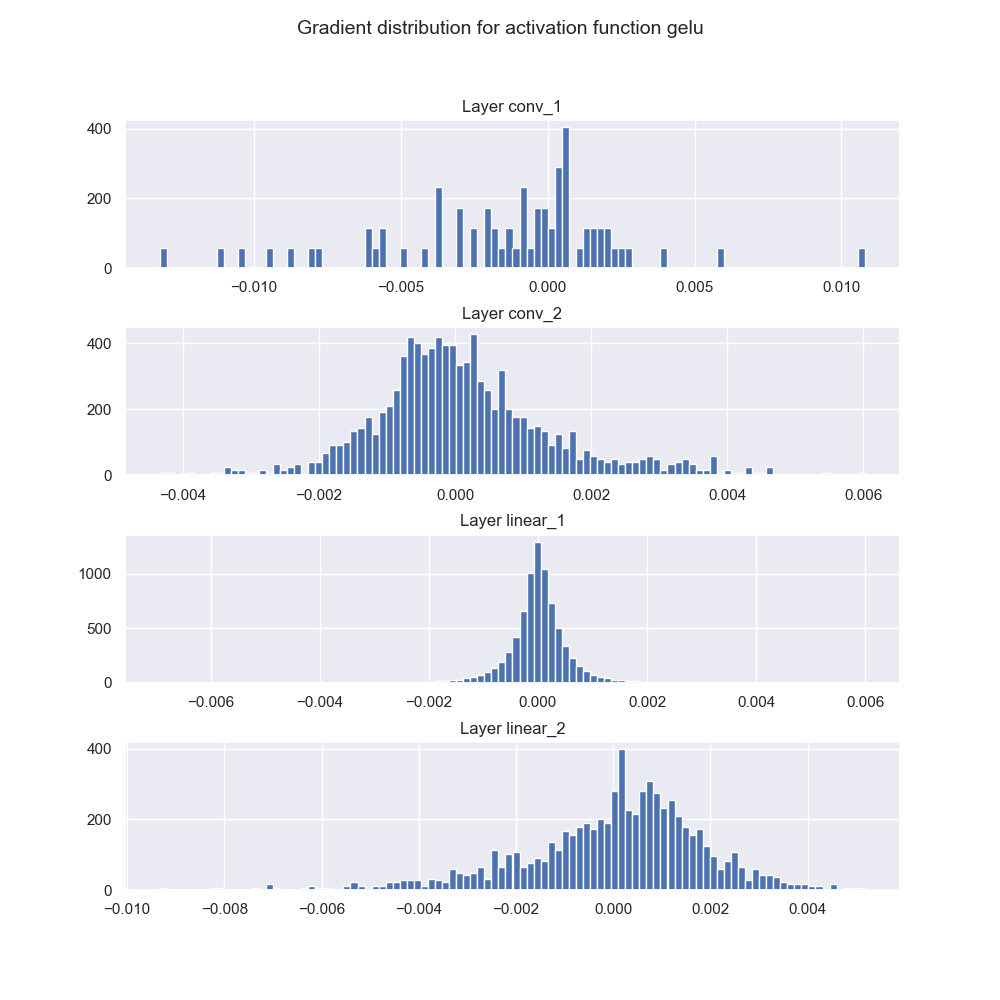 Gradient distribution for activation function gelu
Layer conv_1
400
200
0
−0.010 −0.005 0.000 0.005 0.010
Layer conv_2
400
200
0
−0.004 −0.002 0.000 0.002 0.004 0.006
Layer linear_1
1000
500
0
−0.006 −0.004 −0.002 0.000 0.002 0.004 0.006
Layer linear_2
400
200
0
−0.010 −0.008 −0.006 −0.004 −0.002 0.000 0.002 0.004